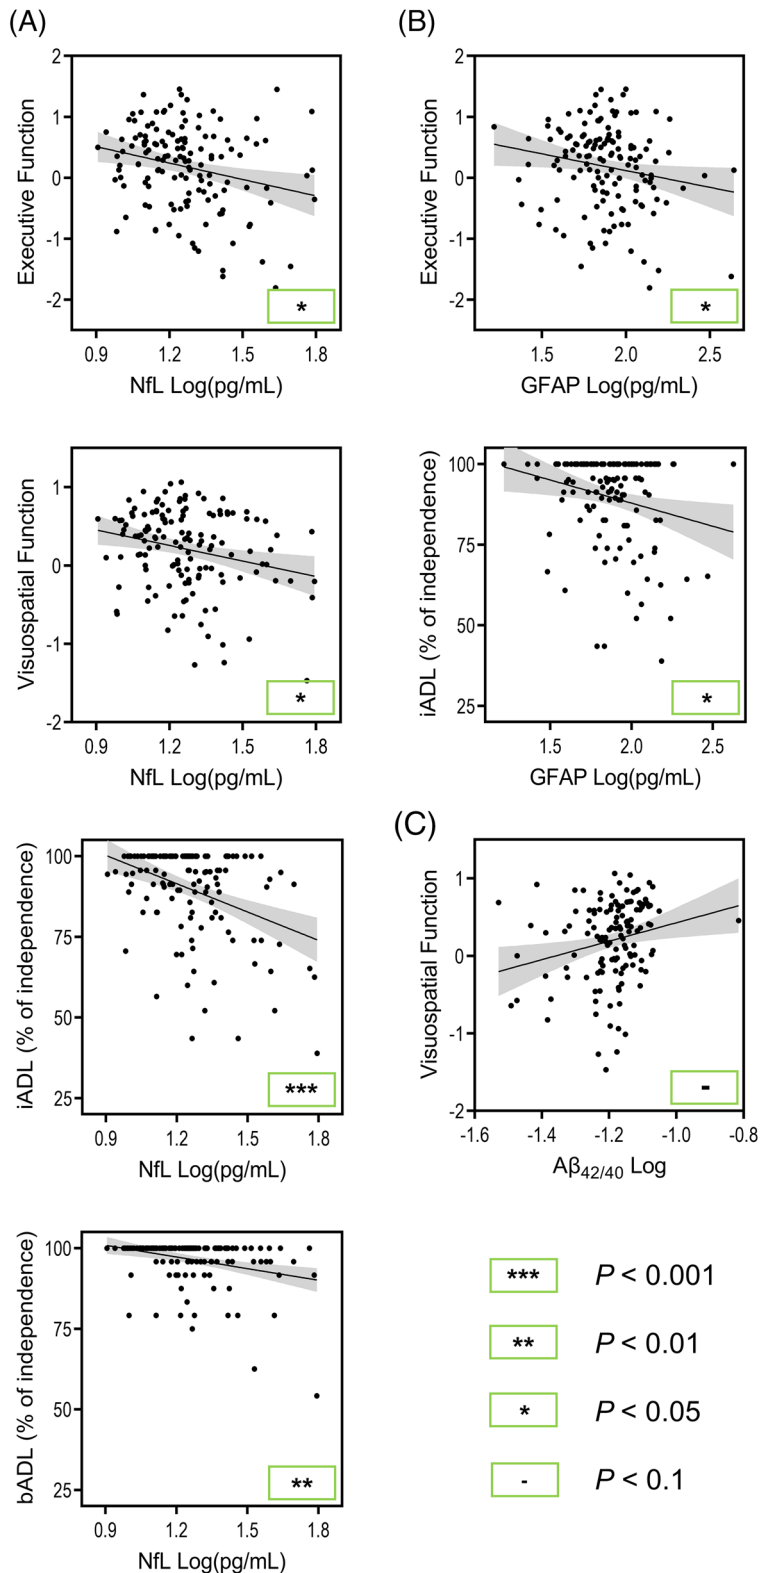 (A)
Executive Function
2
1
0
-1
-2
*
0.9 1.2 1.5 1.8
NfL Log(pg/mL)
Visuospatial Function
1
0
-1
-2
*
0.9 1.2 1.5 1.8
NfL Log(pg/mL)
iADL (% of independence)
100
75
50
25
***
0.9 1.2 1.5 1.8
NfL Log(pg/mL)
bADL (% of independence)
100
75
50
25
**
0.9 1.2 1.5 1.8
NfL Log(pg/mL)
(B)
Executive Function
2
1
0
-1
-2
*
1.5 2.0 2.5
GFAP Log(pg/mL)
iADL (% of independence)
100
75
50
25
*
1.5 2.0 2.5
GFAP Log(pg/mL)
(C)
Visuospatial Function
1
0
-1
-2
-
-1.6 -1.4 -1.2 -1.0 -0.8
Aβ42/40 Log
*** P < 0.001
** P < 0.01
* P < 0.05
- P < 0.1